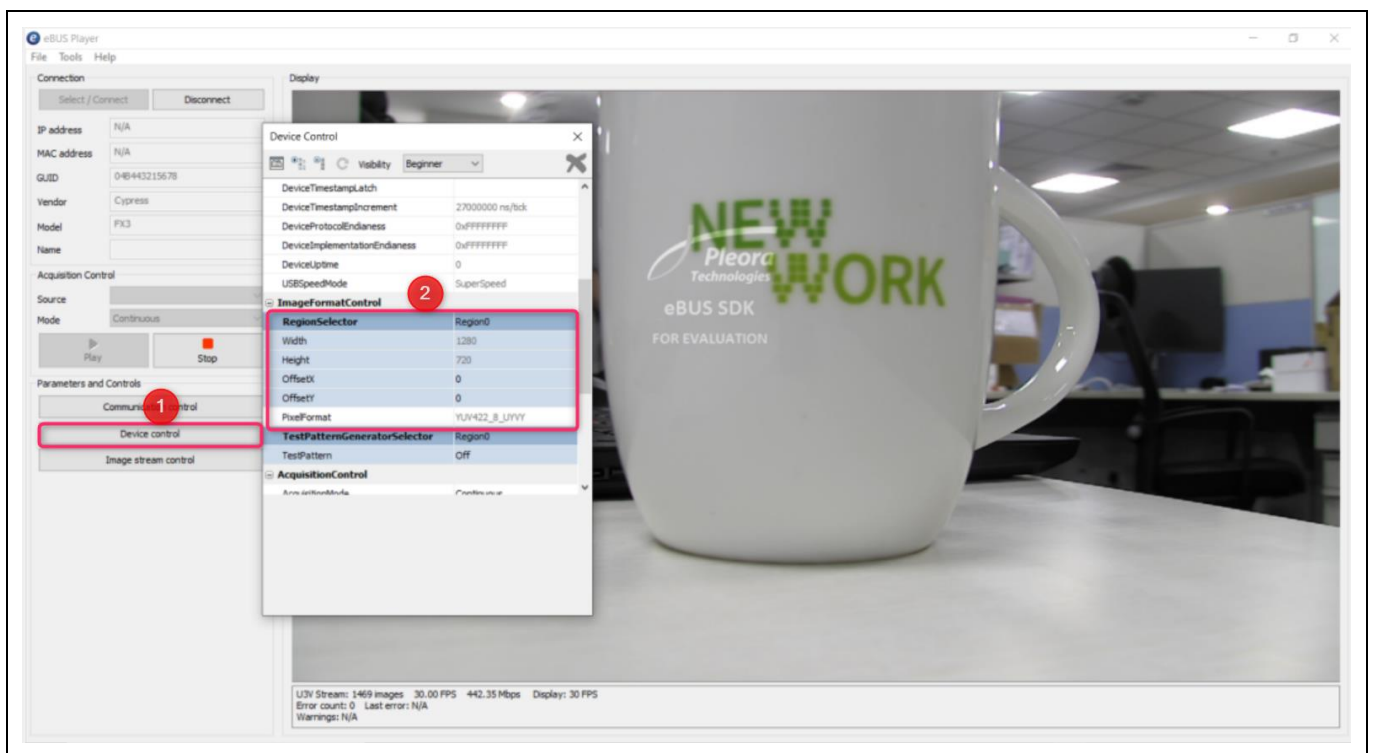 eBUS Player
File Tools Help
Connection
Select / Connect
Disconnect
IP address N/A
MAC address N/A
GUID 04B443215678
Vendor Cypress
Model FX3
Name
Acquisition Control
Source
Mode Continuous
Play
Stop
Parameters and Controls
Communication control
1
Device control
Image stream control
Display
Device Control
Visibility Beginner
DeviceTimestampLatch
DeviceTimestampIncrement 27000000 ns/tick
DeviceProtocolEndianess 0xFFFFFFFF
DeviceImplementationEndianess 0xFFFFFFFF
DeviceUptime 0
USBSpeedMode SuperSpeed
2
ImageFormatControl
RegionSelector Region0
Width 1280
Height 720
OffsetX 0
OffsetY 0
PixelFormat YUV422_8_UYVY
TestPatternGeneratorSelector Region0
TestPattern Off
AcquisitionControl
AcquisitionMode Continuous
NEW
WORK
Pleora
Technologies
eBUS SDK
FOR EVALUATION
U3V Stream: 1469 images 30.00 FPS 442.35 Mbps Display: 30 FPS
Error count: 0 Last error: N/A
Warnings: N/A